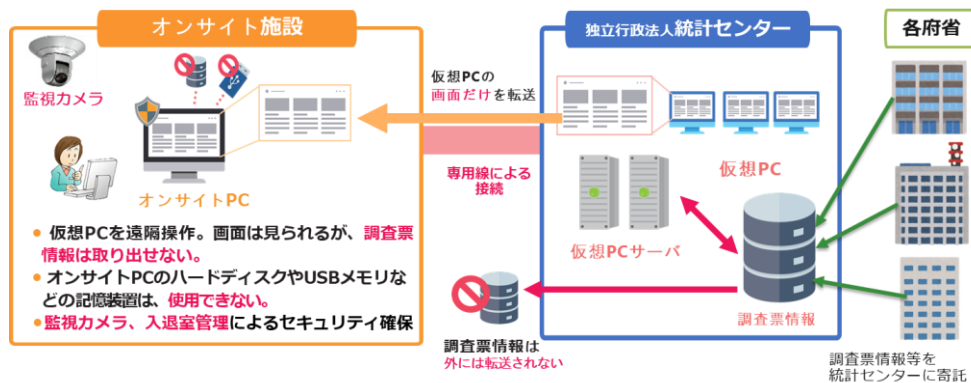 オンサイト施設
監視カメラ
オンサイトPC
● 仮想PCを遠隔操作。画面は見られるが、調査票
情報は取り出せない。
● オンサイトPCのハードディスクやUSBメモリな
どの記憶装置は、使用できない。
● 監視カメラ、入退室管理によるセキュリティ確保
仮想PCの
画面だけを転送
専用線による
接続
調査票情報は
外には転送されない
独立行政法人統計センター
仮想PC
仮想PCサーバ
調査票情報
各府省
調査票情報等を
統計センターに寄託